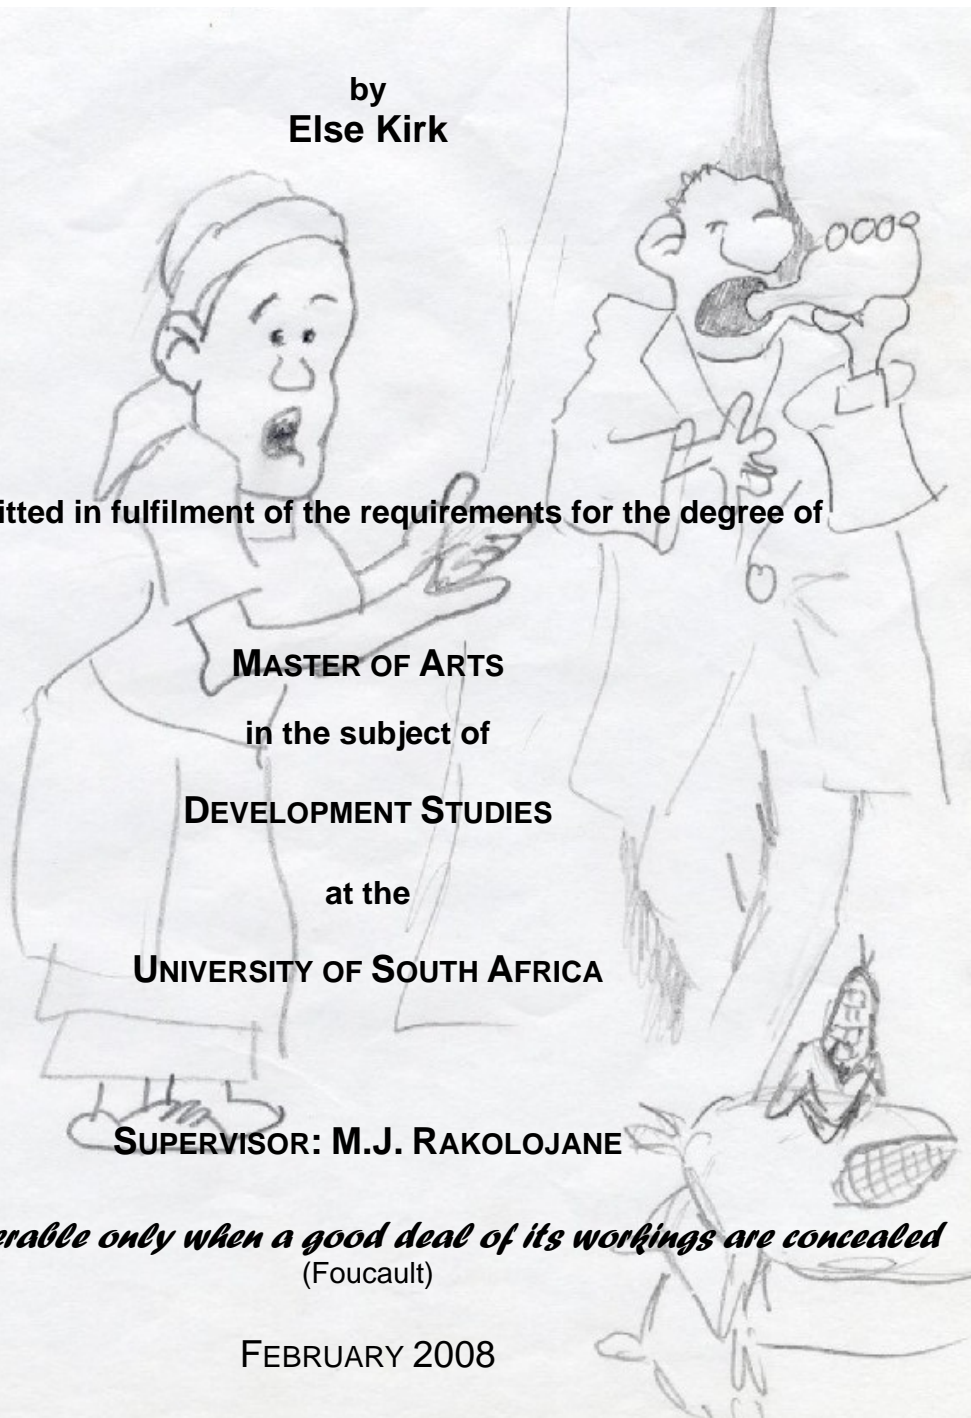 by
Else Kirk
itted in fulfilment of the requirements for the degree of
MASTER OF ARTS
in the subject of
DEVELOPMENT STUDIES
at the
UNIVERSITY OF SOUTH AFRICA
SUPERVISOR: M.J. RAKOLOJANE
erable only when a good deal of its workings are concealed
(Foucault)
FEBRUARY 2008